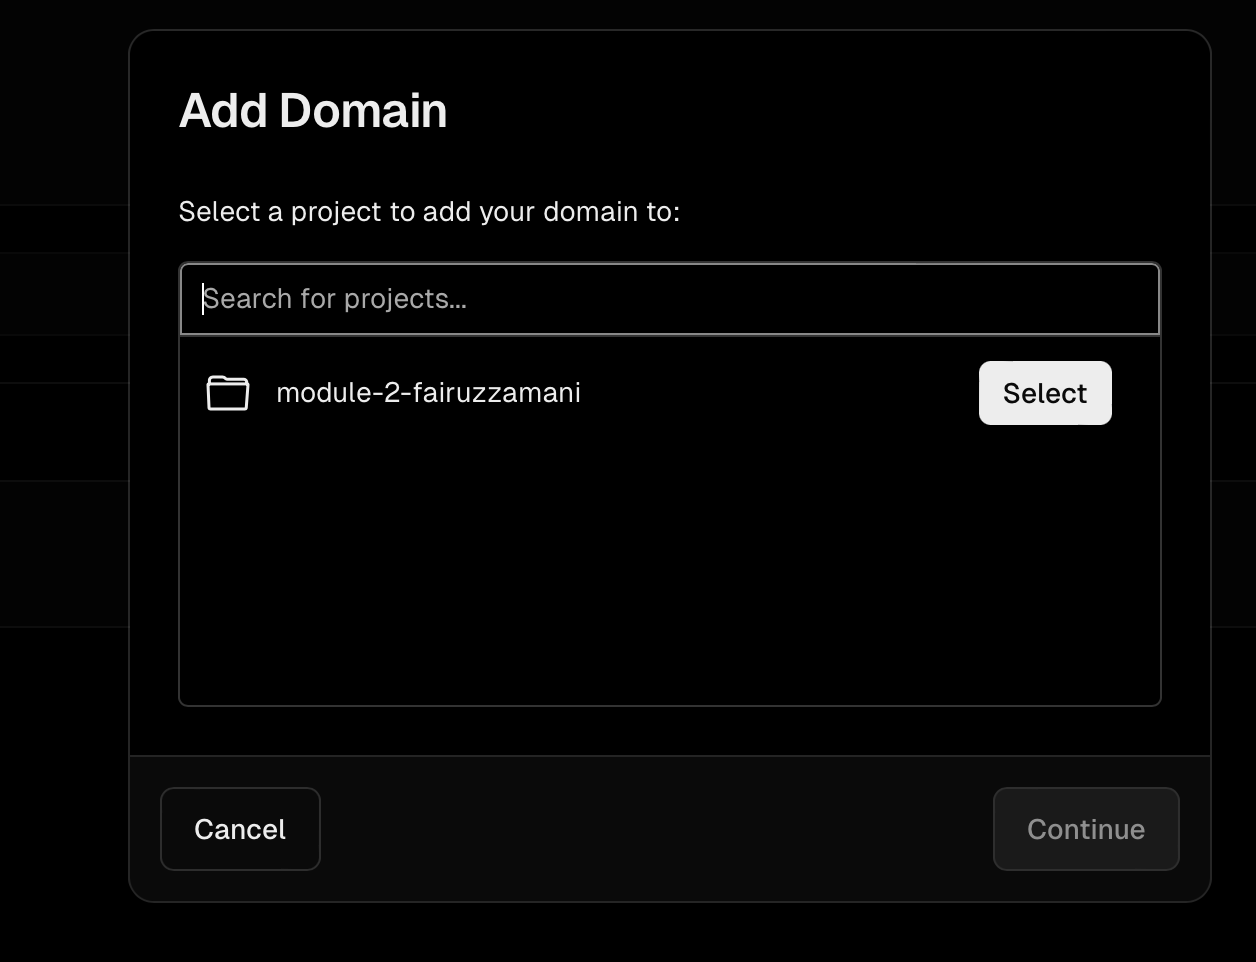 Add Domain
Select a project to add your domain to:
Search for projects...
module-2-fairuzzamani
Select
Cancel
Continue